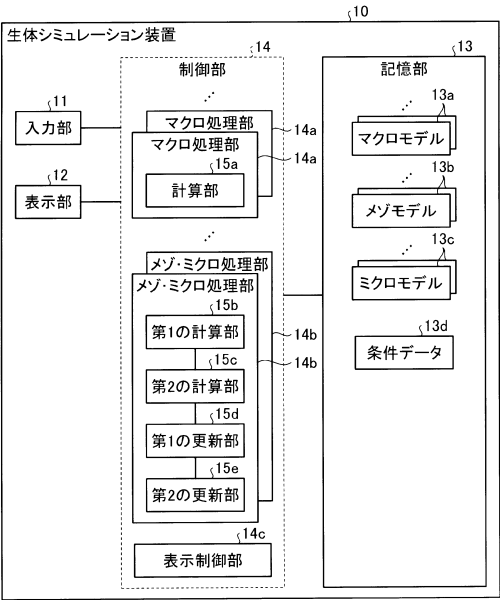 10
生体シミュレーション装置
14
13
制御部
記憶部
11
入力部
12
表示部
⋯
マクロ処理部
14a
マクロ処理部
14a
15a
計算部
⋯
メゾ・ミクロ処理部
メゾ・ミクロ処理部
15b
第1の計算部
14b
15c
14b
第2の計算部
15d
第1の更新部
15e
第2の更新部
14c
表示制御部
⋯
13a
マクロモデル
⋯
13b
メゾモデル
⋯
13c
ミクロモデル
13d
条件データ